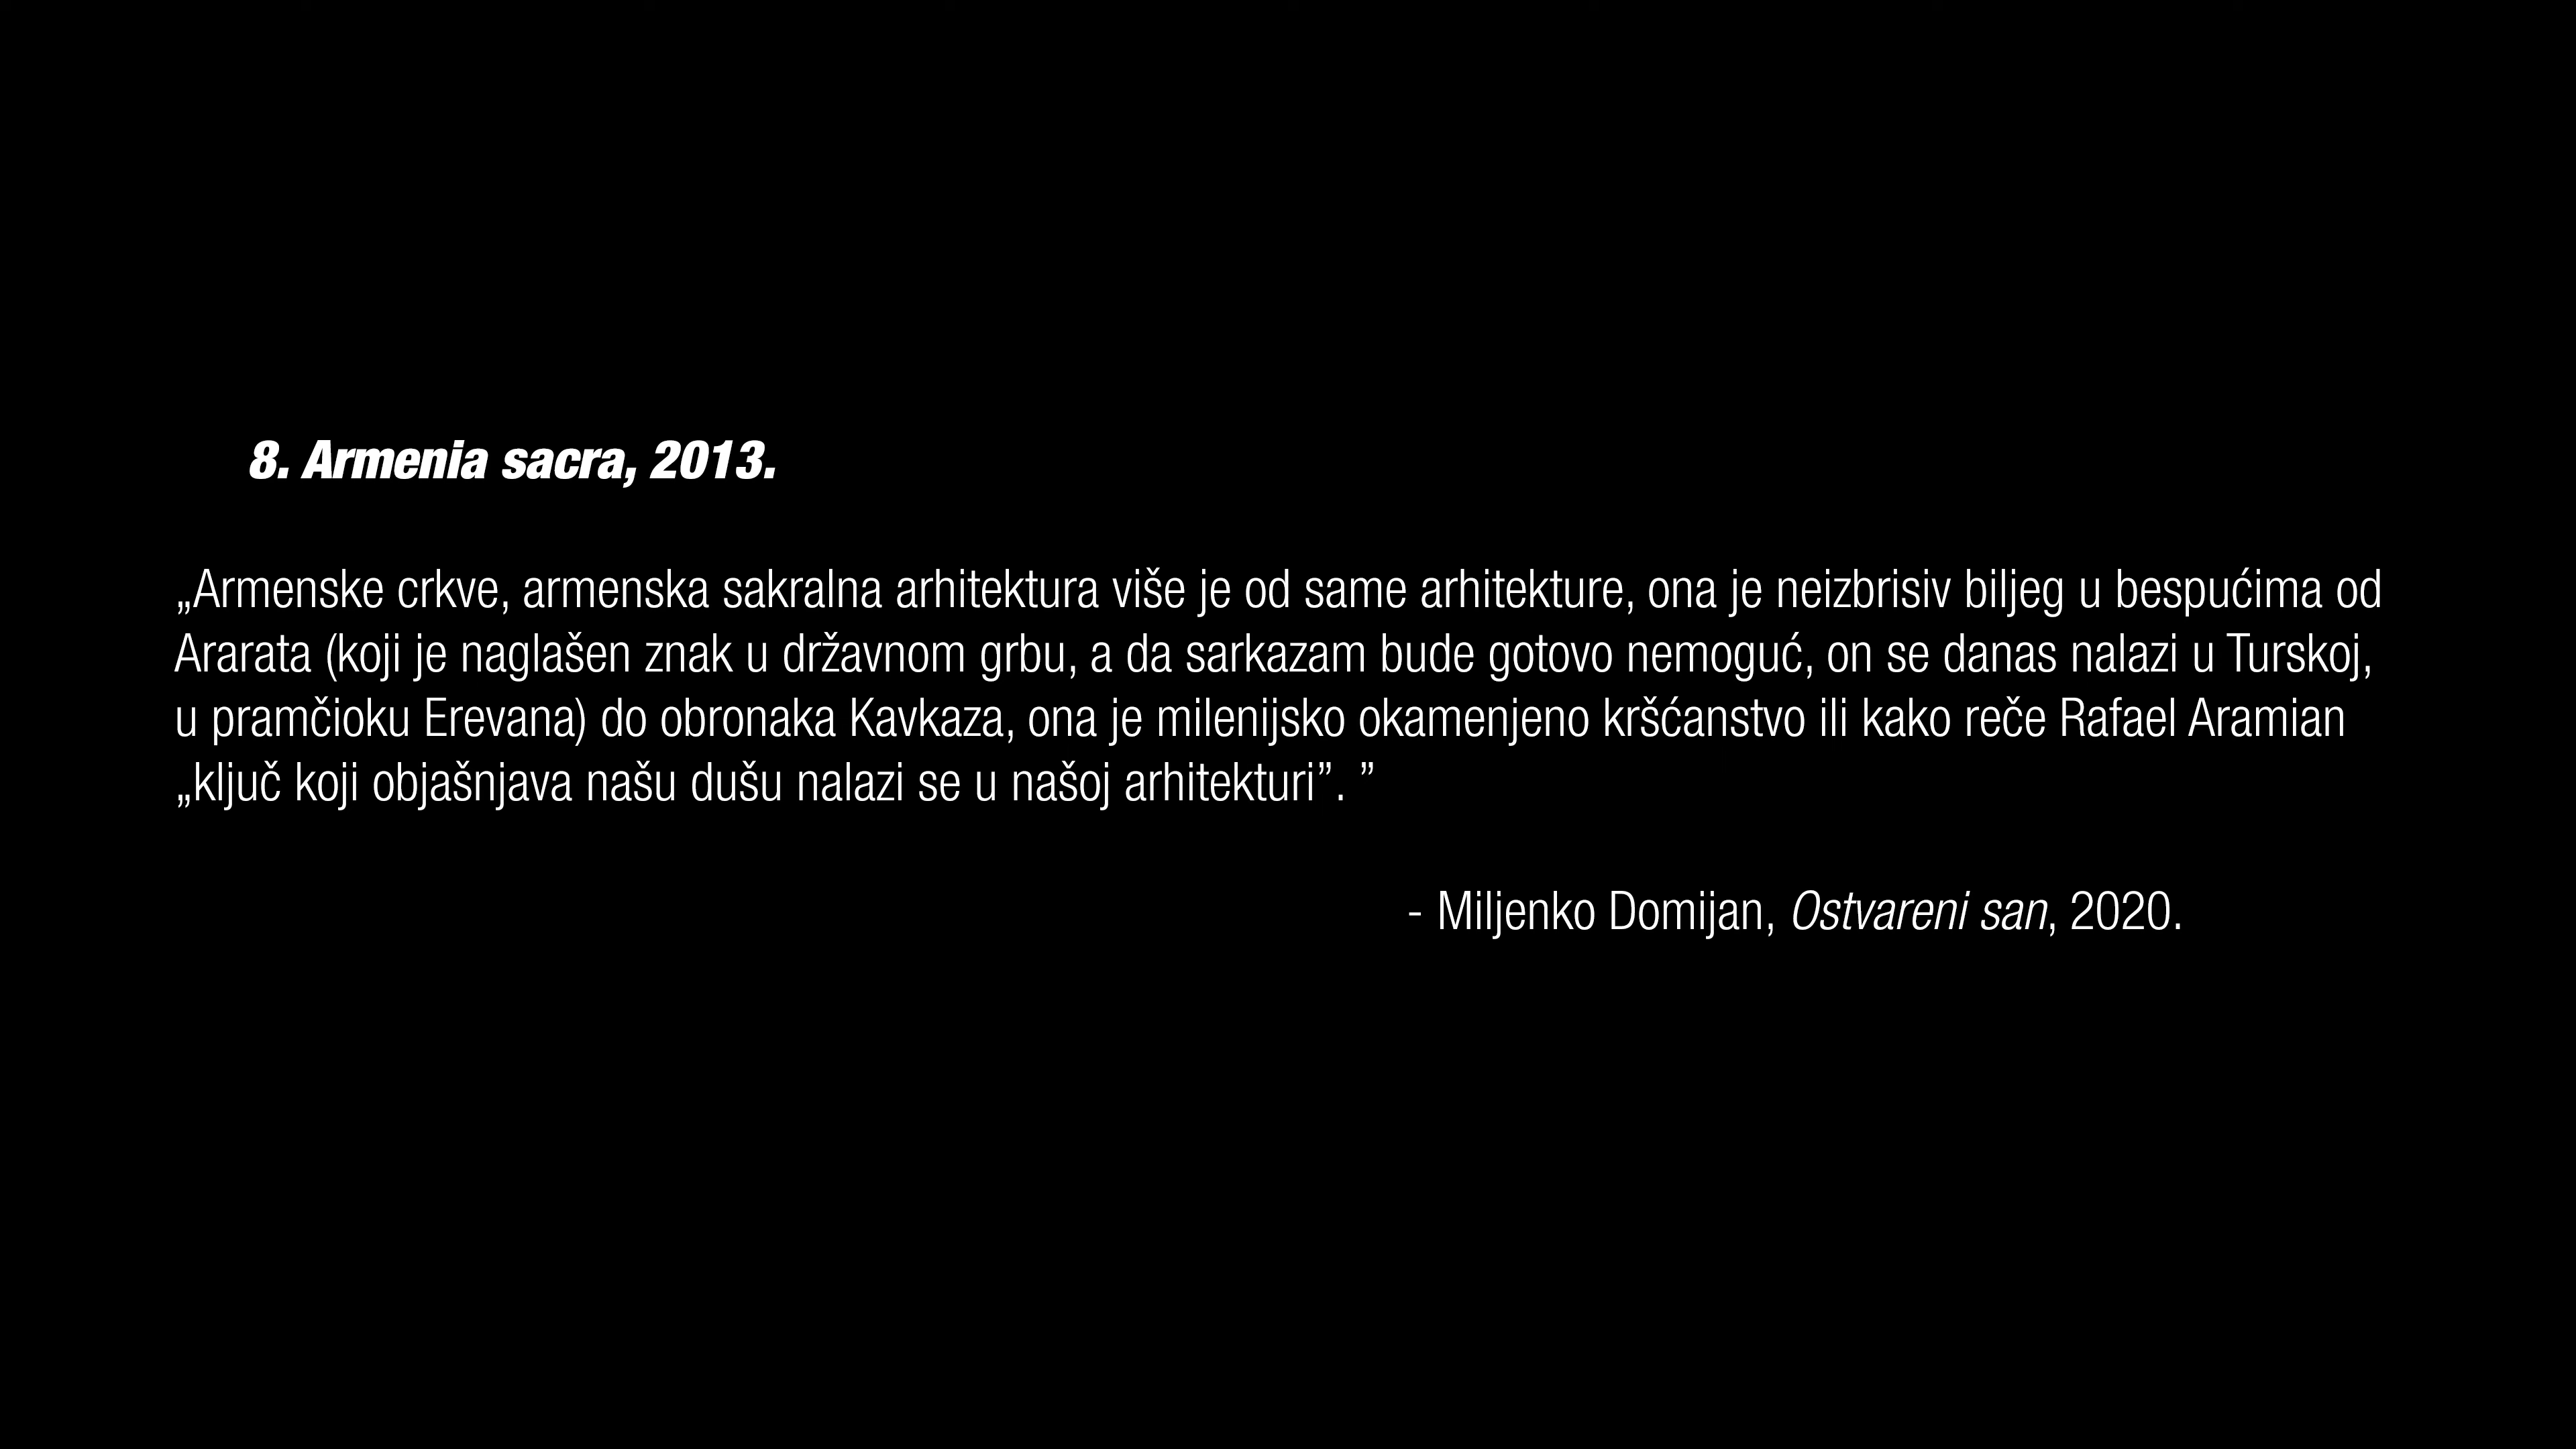 8. Armenia sacra, 2013.
„Armenske crkve, armenska sakralna arhitektura više je od same arhitekture, ona je neizbrisiv biljeg u bespućima od
Ararata (koji je naglašen znak u državnom grbu, a da sarkazam bude gotovo nemoguć, on se danas nalazi u Turskoj,
u pramčioku Erevana) do obronaka Kavkaza, ona je milenijsko okamenjeno kršćanstvo ili kako reče Rafael Aramian
„ključ koji objašnjava našu dušu nalazi se u našoj arhitekturi”. ”
- Miljenko Domijan, Ostvareni san, 2020.